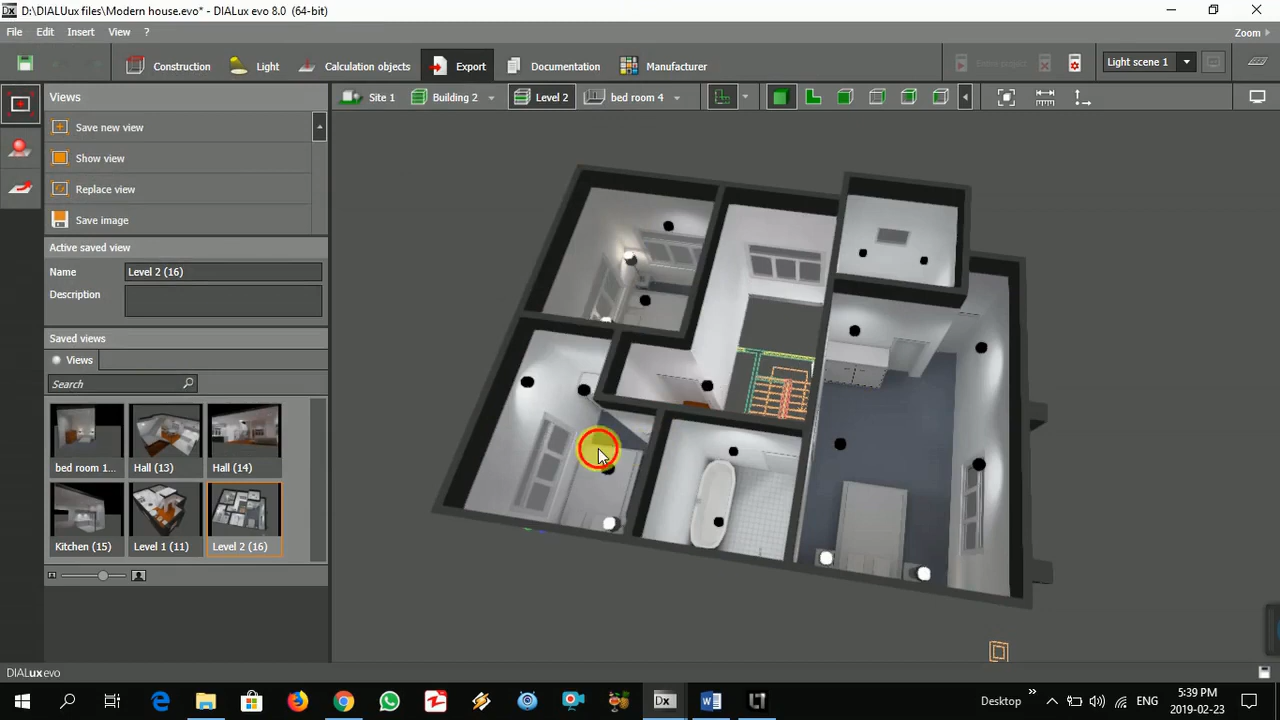 D:\DIALUux files\Modern house.evo* - DIALux evo 8.0 (64-bit)
File Edit Insert View ?
Zoom
Construction Light Calculation objects Export Documentation Manufacturer Entire project Light scene 1
Views
Site 1 Building 2 Level 2 bed room 4
Save new view
Show view
Replace view
Save image
Active saved view
Name Level 2 (16)
Description
Saved views
Views
Search
bed room 1... Hall (13) Hall (14)
Kitchen (15) Level 1 (11) Level 2 (16)
DIALux evo
Desktop ENG
5:39 PM
2019-02-23